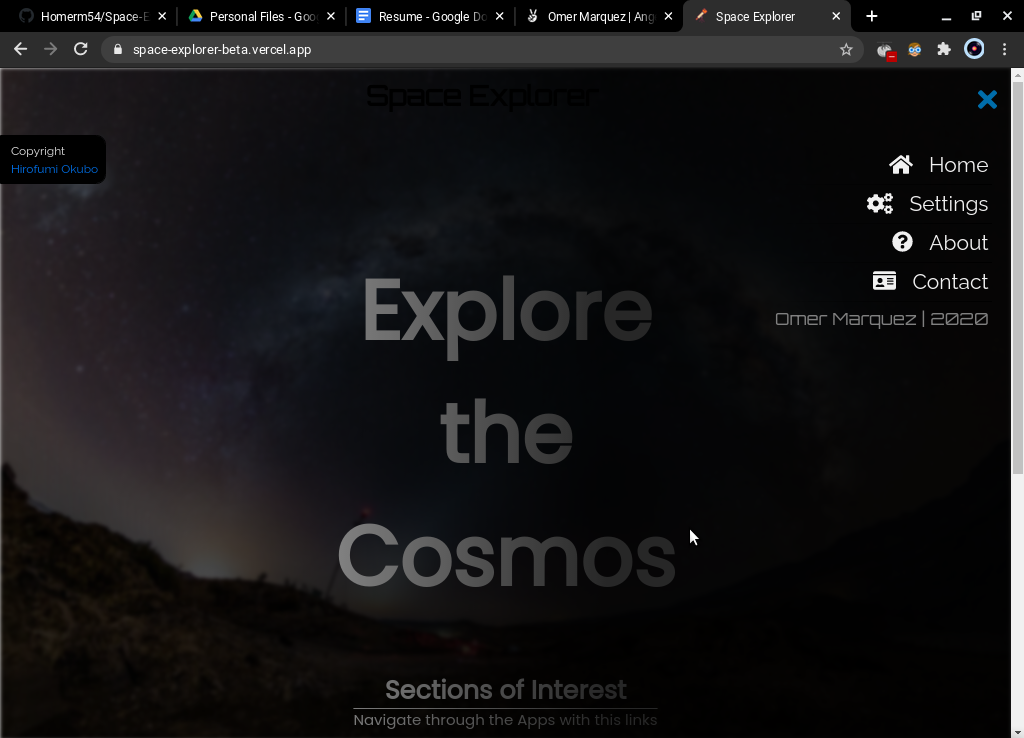 Homerm54/Space-E
Personal Files - Goog
Resume - Google Do
Omer Marquez | Ang
Space Explorer
space-explorer-beta.vercel.app
Space Explorer
Copyright
Hirofumi Okubo
Home
Settings
About
Contact
Omer Marquez | 2020
Explore
the
Cosmos
Sections of Interest
Navigate through the Apps with this links